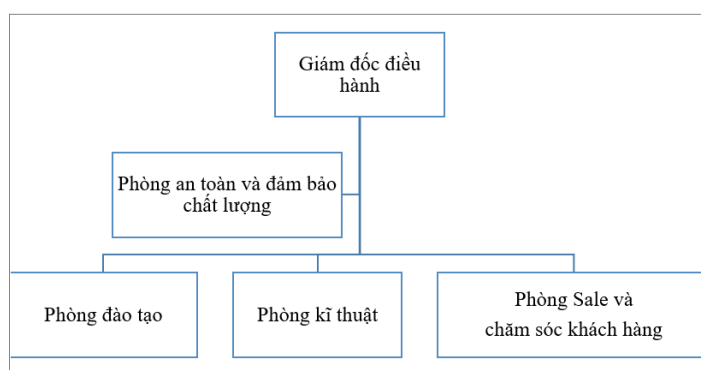 Giám đốc điều
hành
Phòng an toàn và đảm bảo
chất lượng
Phòng đào tạo
Phòng kĩ thuật
Phòng Sale và
chăm sóc khách hàng